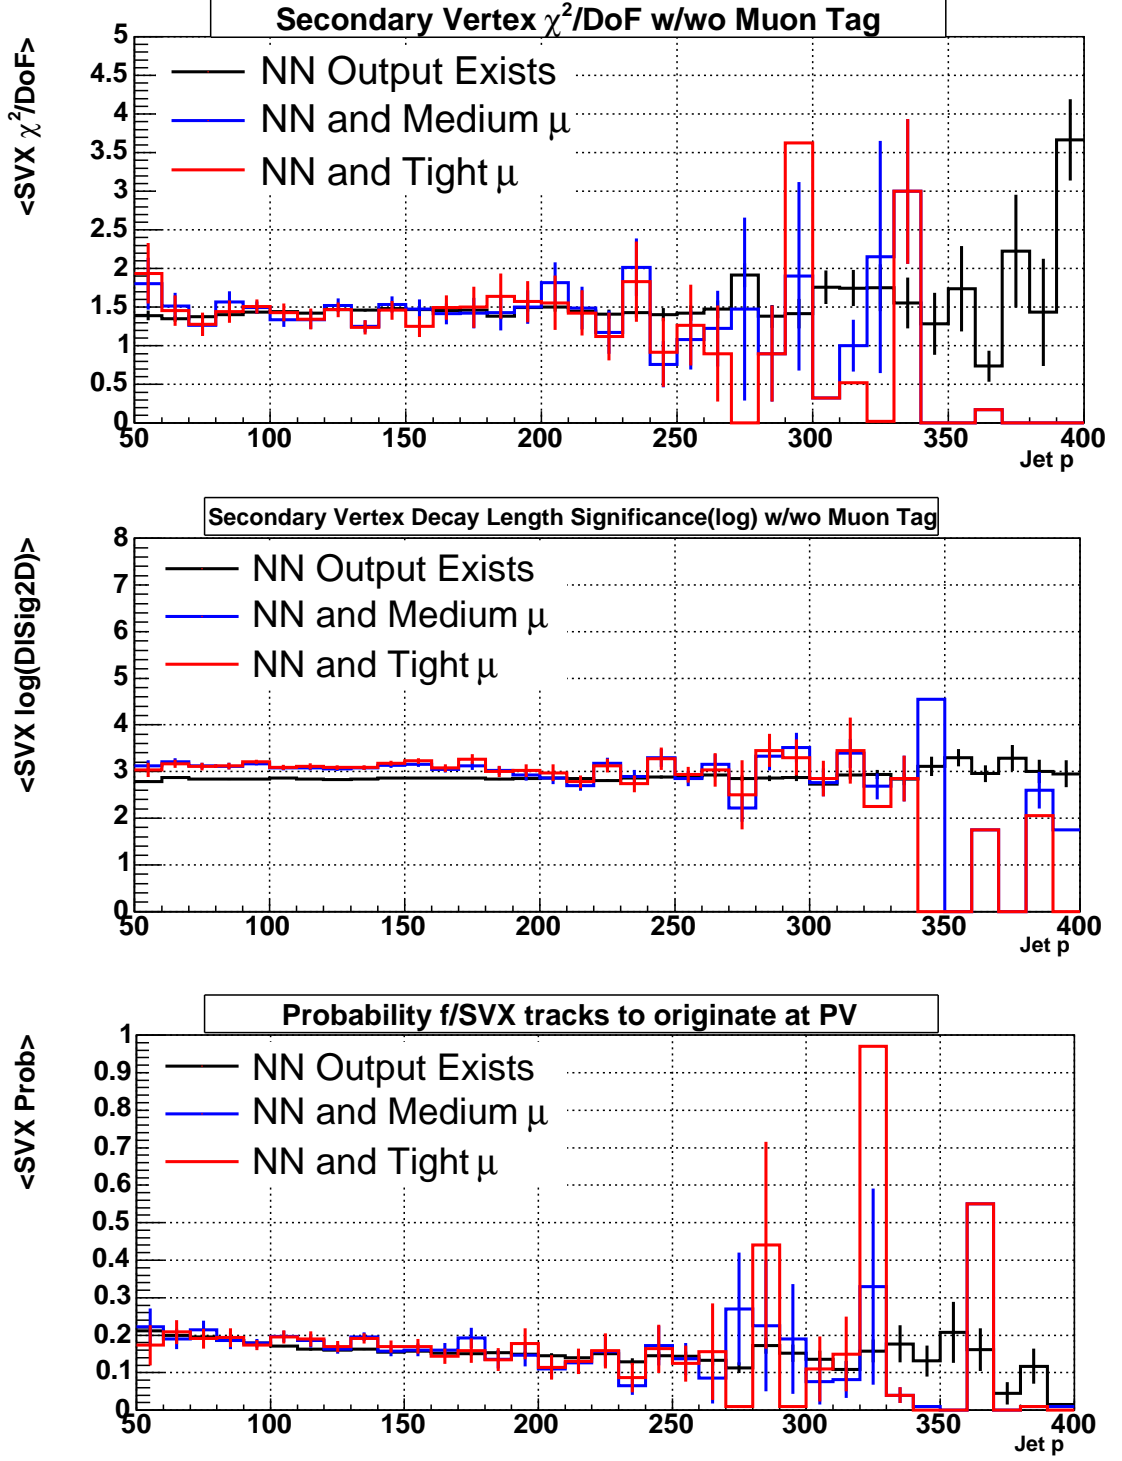 Secondary Vertex χ²/DoF w/wo Muon Tag
<SVX χ²/DoF>
5
4.5
4
3.5
3
2.5
2
1.5
1
0.5
0
NN Output Exists
NN and Medium μ
NN and Tight μ
50 100 150 200 250 300 350 400
Jet p
Secondary Vertex Decay Length Significance(log) w/wo Muon Tag
<SVX log(DlSig2D)>
8
7
6
5
4
3
2
1
0
NN Output Exists
NN and Medium μ
NN and Tight μ
50 100 150 200 250 300 350 400
Jet p
Probability f/SVX tracks to originate at PV
<SVX Prob>
1
0.9
0.8
0.7
0.6
0.5
0.4
0.3
0.2
0.1
0
NN Output Exists
NN and Medium μ
NN and Tight μ
50 100 150 200 250 300 350 400
Jet p